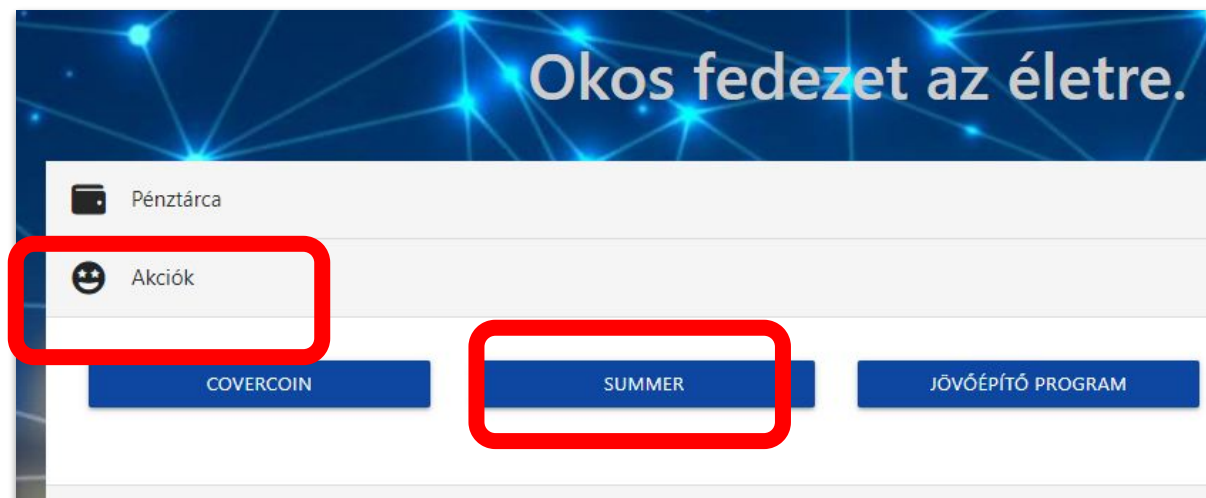 Okos fedezet az életre.
Pénztárca
Akciók
COVERCOIN SUMMER JÖVŐÉPÍTŐ PROGRAM